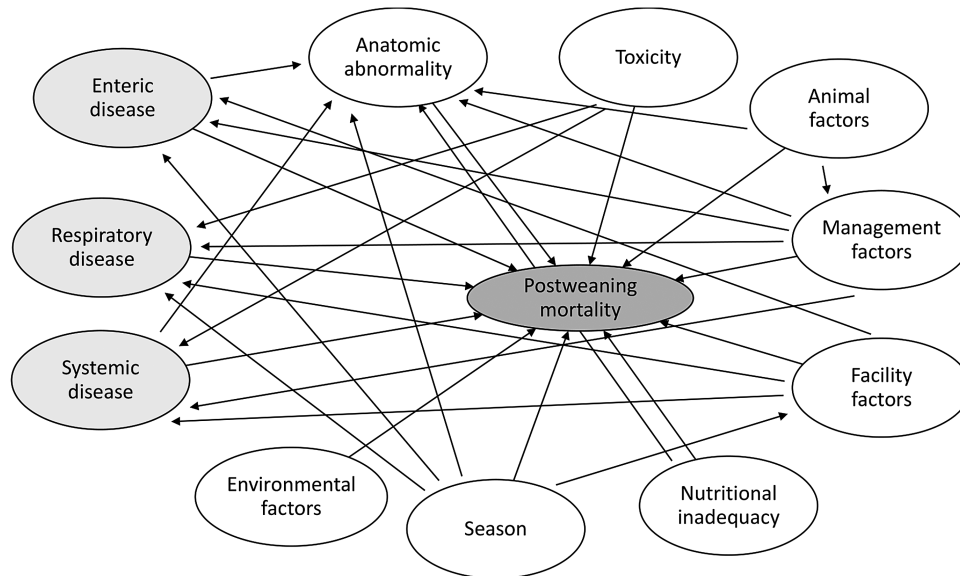 Anatomic
abnormality
Toxicity
Enteric
disease
Animal
factors
Respiratory
disease
Management
factors
Postweaning
mortality
Systemic
disease
Facility
factors
Environmental
factors
Season
Nutritional
inadequacy